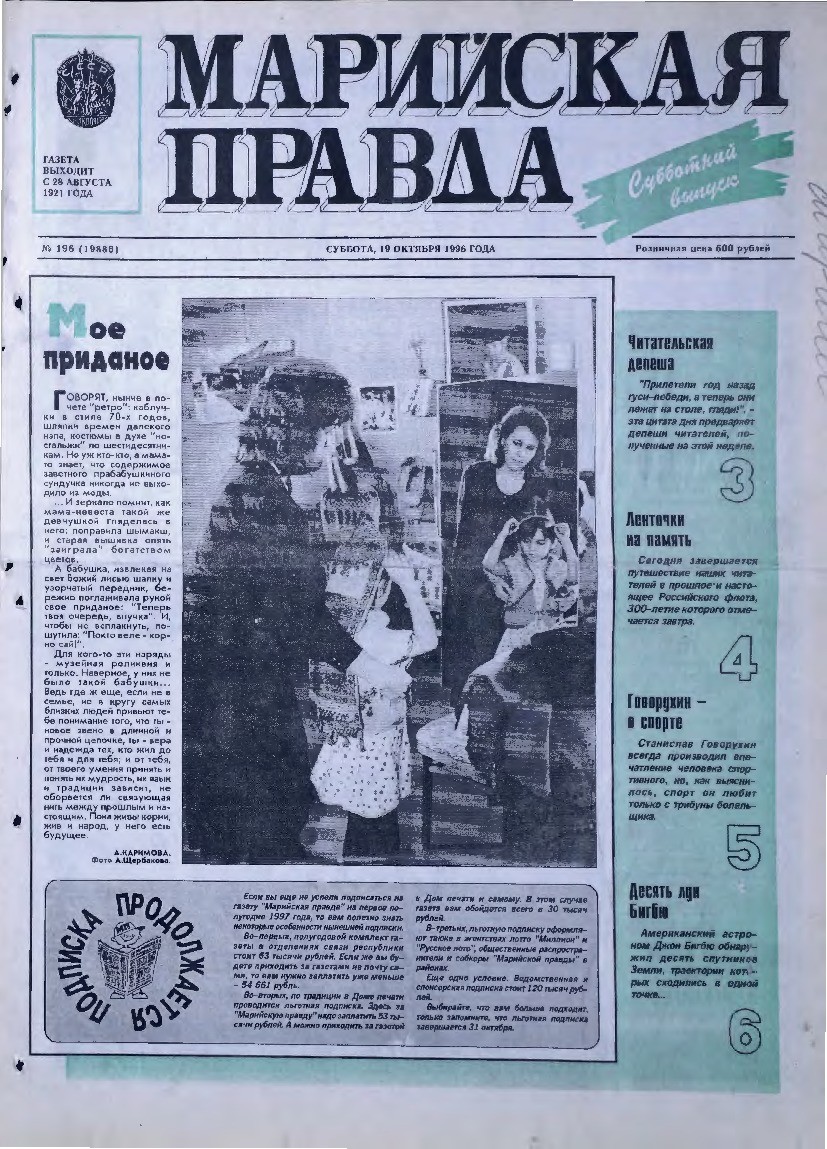 СССР
ГАЗЕТА
ВЫХОДИТ
С 28 АВГУСТА
1921 ГОДА
МАРИЙСКАЯ
ПРАВДА
Субботний
выпуск
№ 196 (19886)
СУББОТА, 19 ОКТЯБРЯ 1996 ГОДА
Розничная цена 600 рублей
Мое
приданое
ГОВОРЯТ, нынче в по-
чете "ретро": каблуч-
ки в стиле 70-х годов,
шляпки времен далекого
нэпа, костюмы в духе "но-
стальжи" по шестидесятни-
кам. Но уж кто-кто, а мама-
то знает, что содержимое
заветного прабабушкиного
сундучка никогда не выхо-
дило из моды.
... И зеркало помнит, как
мама-невеста такой же
девчушкой гляделась в
него: поправила шымакш,
и старая вышивка опять
"заиграла" богатством
цветов.
А бабушка, извлекая на
свет божий лисью шапку и
узорчатый передник, бе-
режно поглаживала рукой
свое приданое: "Теперь
твоя очередь, внучка". И,
чтобы не всплакнуть, по-
шутила: "Покто веле - кор-
но сай!".
Для кого-то эти наряды
- музейная реликвия и
только. Наверное, у них не
было такой бабушки...
Ведь где ж еще, если не в
семье, не в кругу самых
близких людей привьют те-
бе понимание того, что ты -
новое звено в длинной и
прочной цепочке, ты - вера
и надежда тех, кто жил до
тебя и для тебя; и от тебя,
от твоего умения принять и
понять их мудрость, их язык
и традиции зависит, не
оборвется ли связующая
нить между прошлым и на-
стоящим. Пока живы корни,
жив и народ, у него есть
будущее.
А.КАРИМОВА.
Фото А.Щербакова.
Читательская
депеша
"Прилетели год назад
гуси-лебеди, а теперь они
лежат на столе, гляди!", -
эта цитата дня предваряет
депеши читателей, по-
лученные на этой неделе.
3
Ленточки
на память
Сегодня завершается
путешествие наших чита-
телей в прошлое и насто-
ящее Российского флота,
300-летие которого отме-
чается завтра.
4
Говорухин –
о спорте
Станислав Говорухин
всегда производил впе-
чатление человека спор-
тивного, но, как выясни-
лось, спорт он любит
только с трибуны болель-
щика.
5
Десять лун
Бигбю
Американский астро-
ном Джон Бигбю обнару-
жил десять спутников
Земли, траектории кот -
рых сходились в одной
точке...
6
ПОДПИСКА ПРОДОЛЖАЕТСЯ
Если вы еще не успели подписаться на
газету "Марийская правда" на первое по-
лугодие 1997 года, то вам полезно знать
некоторые особенности нынешней подписки.
Во-первых, полугодовой комплект га-
зеты в отделениях связи республики
стоит 63 тысячи рублей. Если же вы бу-
дете приходить за газетами на почту са-
ми, то вам нужно заплатить уже меньше
- 54 661 рубль.
Во-вторых, по традиции в Доме печати
проводится льготная подписка. Здесь за
"Марийскую правду" надо заплатить 53 ты-
сячи рублей. А можно приходить за газетой
в Дом печати и самому. В этом случае
газета вам обойдется всего в 30 тысяч
рублей.
В-третьих, льготную подписку оформля-
ют также в агентствах лотто "Миллион" и
"Русское лото", общественные распростра-
нители и собкоры "Марийской правды" в
районах.
Еще одно условие. Ведомственная и
спонсорская подписка стоит 120 тысяч руб-
лей.
Выбирайте, что вам больше подходит,
только запомните, что льготная подписка
завершается 31 октября.